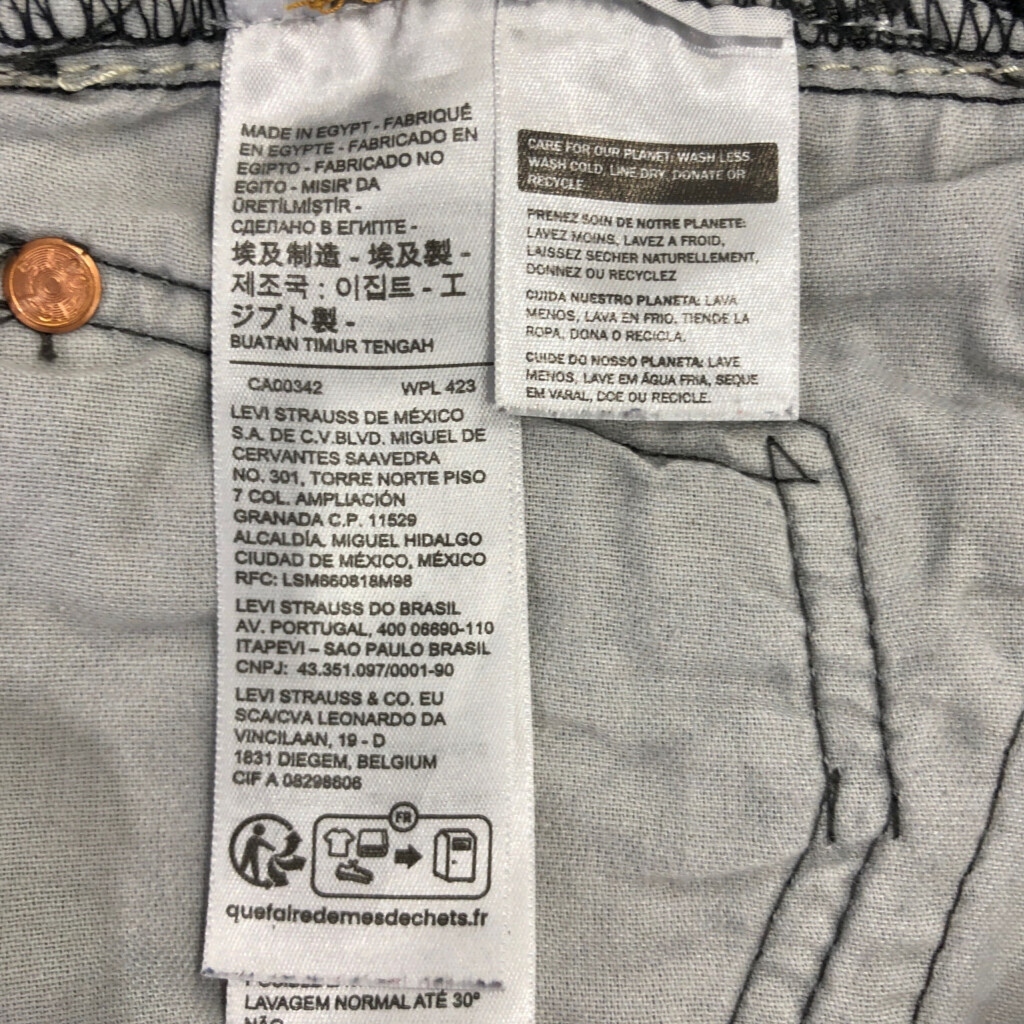 MADE IN EGYPT - FABRIQUÉ
EN EGYPTE - FABRICADO EN
EGIPTO - FABRICADO NO
EGITO - MISIR' DA
ÜRETİLMİŞTİR -
СДЕЛАНО В ЕГИПТЕ -
埃及制造 - 埃及製 -
제조국 : 이집트 - エ
ジプト製 -
BUATAN TIMUR TENGAH
CA00342 WPL 423
LEVI STRAUSS DE MÉXICO
S.A. DE C.V.BLVD. MIGUEL DE
CERVANTES SAAVEDRA
NO. 301, TORRE NORTE PISO
7 COL. AMPLIACIÓN
GRANADA C.P. 11529
ALCALDÍA. MIGUEL HIDALGO
CIUDAD DE MÉXICO, MÉXICO
RFC: LSM660818M98
LEVI STRAUSS DO BRASIL
AV. PORTUGAL, 400 06690-110
ITAPEVI – SAO PAULO BRASIL
CNPJ: 43.351.097/0001-90
LEVI STRAUSS & CO. EU
SCA/CVA LEONARDO DA
VINCILAAN, 19 - D
1831 DIEGEM, BELGIUM
CIF A 08298606
FR
quefairedemesdechets.fr
LAVAGEM NORMAL ATÉ 30º
NÃO
CARE FOR OUR PLANET: WASH LESS,
WASH COLD, LINE DRY, DONATE OR
RECYCLE
PRENEZ SOIN DE NOTRE PLANETE:
LAVEZ MOINS, LAVEZ A FROID,
LAISSEZ SECHER NATURELLEMENT,
DONNEZ OU RECYCLEZ
CUIDA NUESTRO PLANETA: LAVA
MENOS, LAVA EN FRIO, TIENDE LA
ROPA, DONA O RECICLA.
CUIDE DO NOSSO PLANETA: LAVE
MENOS, LAVE EM ÁGUA FRIA, SEQUE
EM VARAL, DOE OU RECICLE.